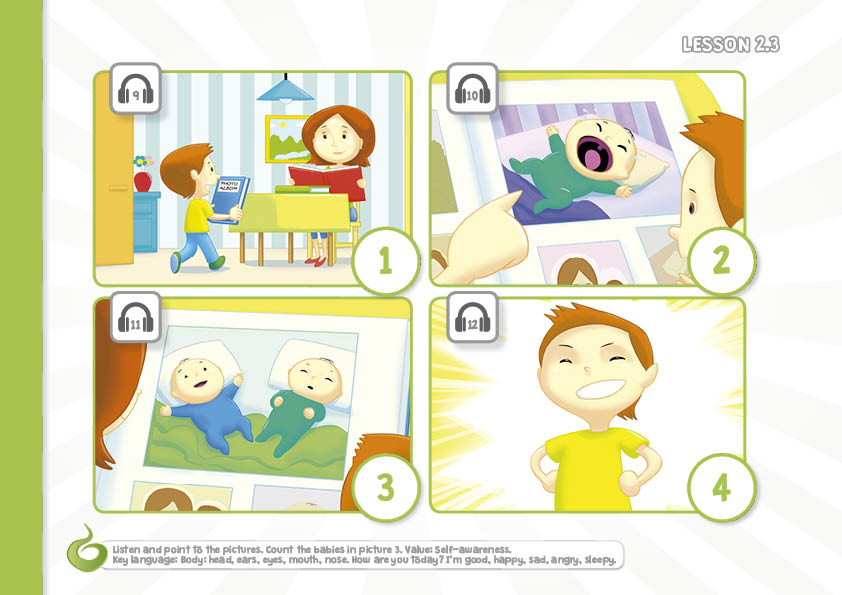 LESSON 2.3
9
10
PHOTO
ALBUM
1
2
11
12
3
4
6
Listen and point to the pictures. Count the babies in picture 3. Value: Self-awareness.
Key language: Body: head, ears, eyes, mouth, nose. How are you today? I'm good, happy, sad, angry, sleepy.